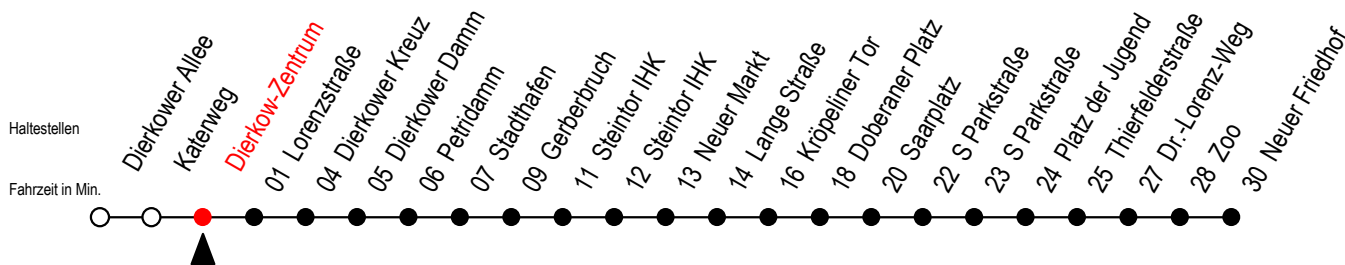 Haltestellen
Fahrzeit in Min.
Dierkower Allee
Katerweg
Dierkow-Zentrum
01 Lorenzstraße
04 Dierkower Kreuz
05 Dierkower Damm
06 Petridamm
07 Stadthafen
09 Gerberbruch
11 Steintor IHK
12 Steintor IHK
13 Neuer Markt
14 Lange Straße
16 Kröpeliner Tor
18 Doberaner Platz
20 Saarplatz
22 S Parkstraße
23 S Parkstraße
24 Platz der Jugend
25 Thierfelderstraße
27 Dr.-Lorenz-Weg
28 Zoo
30 Neuer Friedhof